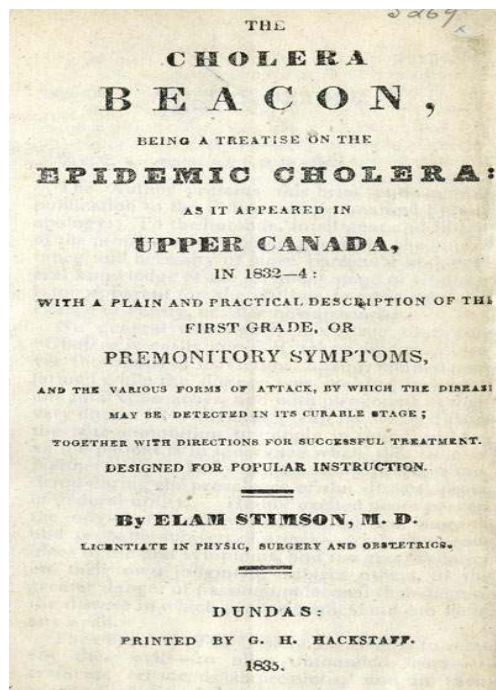 THE
CHOLERA
BEACON,
BEING A TREATISE ON THE
EPIDEMIC CHOLERA:
AS IT APPEARED IN
UPPER CANADA,
IN 1832—4:
WITH A PLAIN AND PRACTICAL DESCRIPTION OF THE
FIRST GRADE, OR
PREMONITORY SYMPTOMS,
AND THE VARIOUS FORMS OF ATTACK, BY WHICH THE DISEASE
MAY BE DETECTED IN ITS CURABLE STAGE;
TOGETHER WITH DIRECTIONS FOR SUCCESSFUL TREATMENT.
DESIGNED FOR POPULAR INSTRUCTION.
By ELAM STIMSON, M. D.
LICENTIATE IN PHYSIC, SURGERY AND OBSTETRICS.
DUNDAS:
PRINTED BY G. H. HACKSTAFF.
1835.